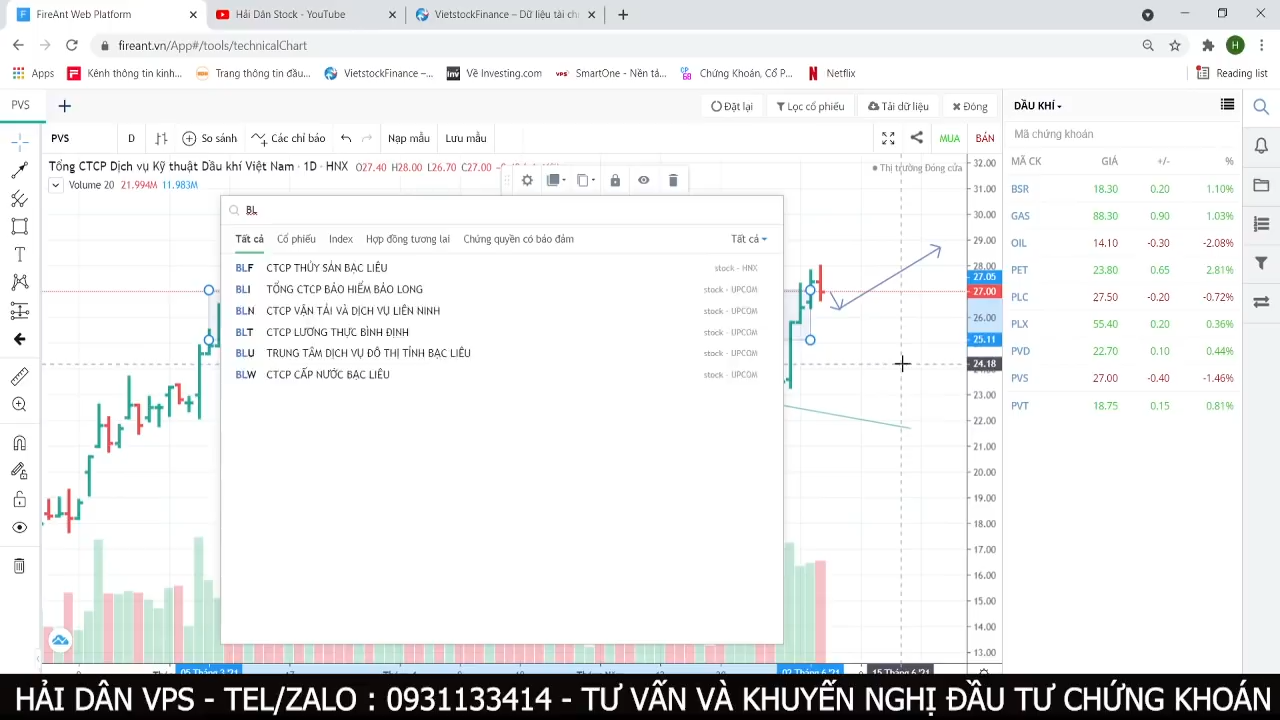 FireAnt Web Platform
Hải Dân Stock - YouTube
VietstockFinance – Dữ liệu tài ch
fireant.vn/App#/tools/technicalChart
Apps
Kênh thông tin kinh...
Trang thông tin đầu...
VietstockFinance –...
Về Investing.com
SmartOne - Nền tả...
Chứng Khoán, Cổ P...
Netflix
Reading list
PVS
Đặt lại
Lọc cổ phiếu
Tải dữ liệu
Đóng
DẦU KHÍ
PVS
D
So sánh
Các chỉ báo
Nạp mẫu
Lưu mẫu
MUA
BÁN
Mã chứng khoán
Tổng CTCP Dịch vụ Kỹ thuật Dầu khí Việt Nam · 1D · HNX O27.40 H28.00 L26.70 C27.00
Thị trường Đóng cửa
Volume 20 21.994M 11.983M
MÃ CK GIÁ +/- %
BSR 18.30 0.20 1.10%
GAS 88.30 0.90 1.03%
OIL 14.10 -0.30 -2.08%
PET 23.80 0.65 2.81%
PLC 27.50 -0.20 -0.72%
PLX 55.40 0.20 0.36%
PVD 22.70 0.10 0.44%
PVS 27.00 -0.40 -1.46%
PVT 18.75 0.15 0.81%
BL
Tất cả Cổ phiếu Index Hợp đồng tương lai Chứng quyền có bảo đảm Tất cả
BLF CTCP THỦY SẢN BẠC LIÊU stock - HNX
BLI TỔNG CTCP BẢO HIỂM BẢO LONG stock - UPCOM
BLN CTCP VẬN TẢI VÀ DỊCH VỤ LIÊN NINH stock - UPCOM
BLT CTCP LƯƠNG THỰC BÌNH ĐỊNH stock - UPCOM
BLU TRUNG TÂM DỊCH VỤ ĐÔ THỊ TỈNH BẠC LIÊU stock - UPCOM
BLW CTCP CẤP NƯỚC BẠC LIÊU stock - UPCOM
32.00
31.00
30.00
29.00
28.00
27.05
27.00
26.00
25.11
24.18
23.00
22.00
21.00
20.00
19.00
18.00
17.00
16.00
15.00
14.00
13.00
HẢI DÂN VPS - TEL/ZALO : 0931133414 - TƯ VẤN VÀ KHUYẾN NGHỊ ĐẦU TƯ CHỨNG KHOÁN